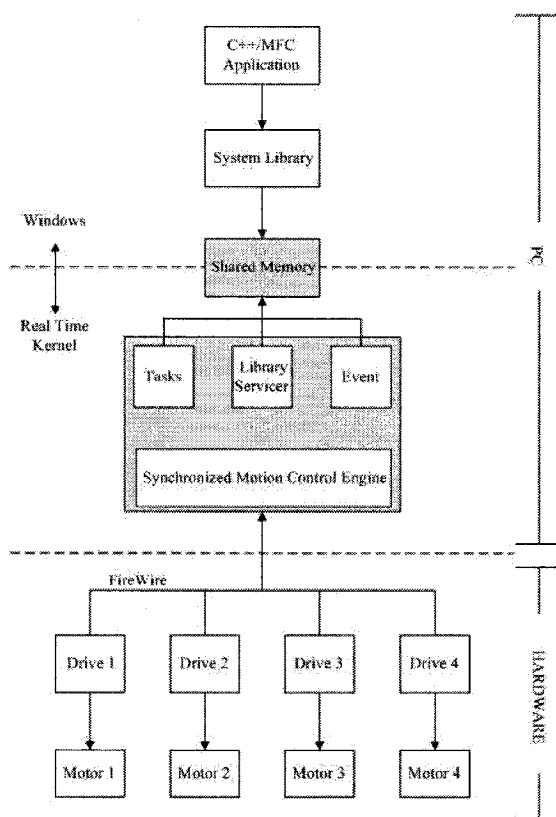 C++/MFC
Application
System Library
Windows
Shared Memory
PC
Real Time
Kernel
Tasks
Library
Servicer
Event
Synchronized Motion Control Engine
FireWire
Drive 1
Drive 2
Drive 3
Drive 4
HARDWARE
Motor 1
Motor 2
Motor 3
Motor 4